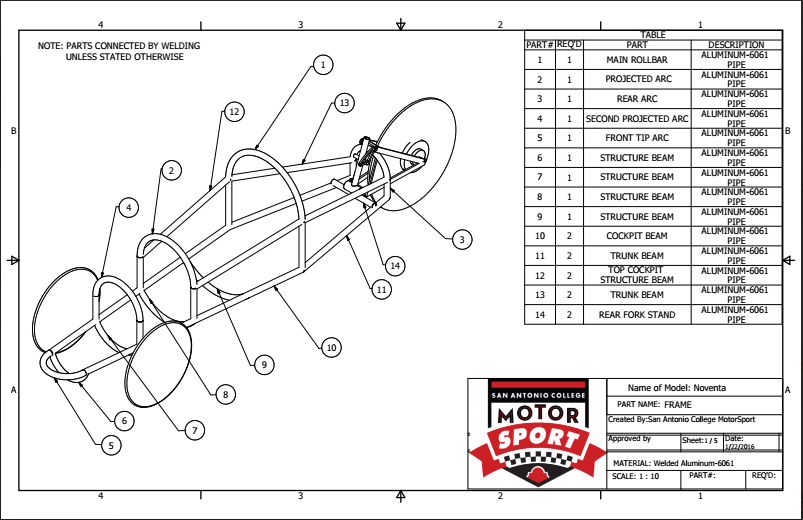 4 3 2 1
NOTE: PARTS CONNECTED BY WELDING
UNLESS STATED OTHERWISE
TABLE
PART# REQ'D PART DESCRIPTION
1 1 MAIN ROLLBAR ALUMINUM-6061 PIPE
2 1 PROJECTED ARC ALUMINUM-6061 PIPE
3 1 REAR ARC ALUMINUM-6061 PIPE
4 1 SECOND PROJECTED ARC ALUMINUM-6061 PIPE
5 1 FRONT TIP ARC ALUMINUM-6061 PIPE
6 1 STRUCTURE BEAM ALUMINUM-6061 PIPE
7 1 STRUCTURE BEAM ALUMINUM-6061 PIPE
8 1 STRUCTURE BEAM ALUMINUM-6061 PIPE
9 1 STRUCTURE BEAM ALUMINUM-6061 PIPE
10 2 COCKPIT BEAM ALUMINUM-6061 PIPE
11 2 TRUNK BEAM ALUMINUM-6061 PIPE
12 2 TOP COCKPIT STRUCTURE BEAM ALUMINUM-6061 PIPE
13 2 TRUNK BEAM ALUMINUM-6061 PIPE
14 2 REAR FORK STAND ALUMINUM-6061 PIPE
1
13
12
2
4
3
14
11
10
9
8
7
6
5
B B
A A
SAN ANTONIO COLLEGE
MOTOR
SPORT
Name of Model: Noventa
PART NAME: FRAME
Created By:San Antonio College MotorSport
Approved by Sheet:1 / 5 Date: 1/22/2016
MATERIAL: Welded Aluminum-6061
SCALE: 1 : 10 PART#: REQ'D:
4 3 2 1